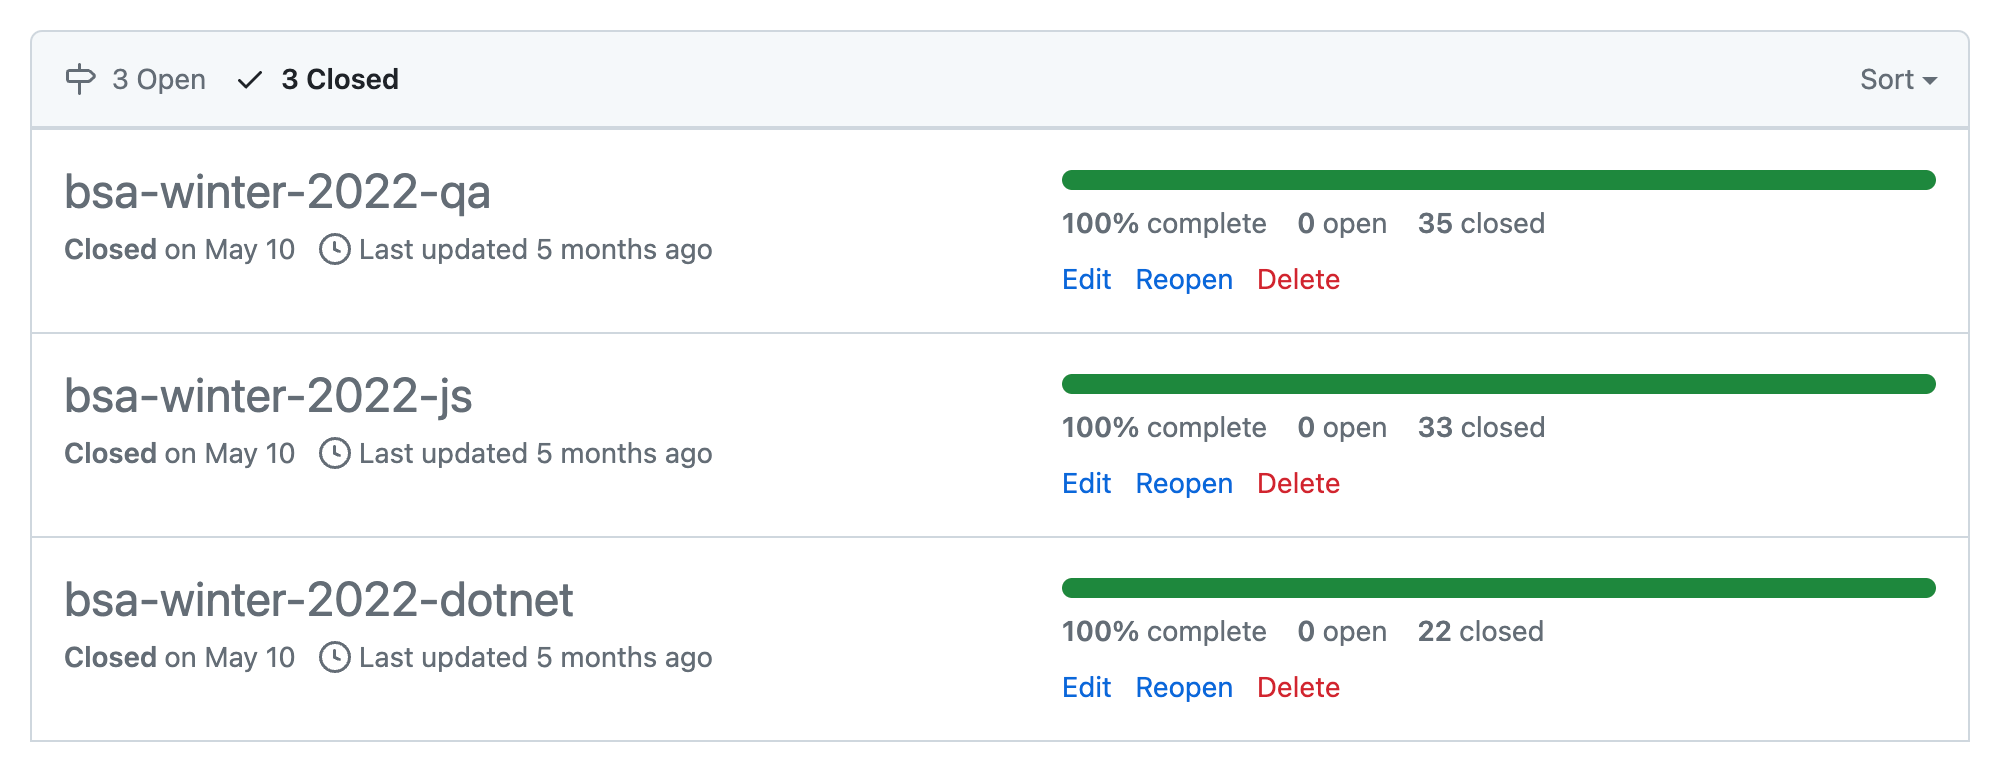 3 Open 3 Closed Sort
bsa-winter-2022-qa
Closed on May 10 Last updated 5 months ago
100% complete 0 open 35 closed
Edit Reopen Delete
bsa-winter-2022-js
Closed on May 10 Last updated 5 months ago
100% complete 0 open 33 closed
Edit Reopen Delete
bsa-winter-2022-dotnet
Closed on May 10 Last updated 5 months ago
100% complete 0 open 22 closed
Edit Reopen Delete